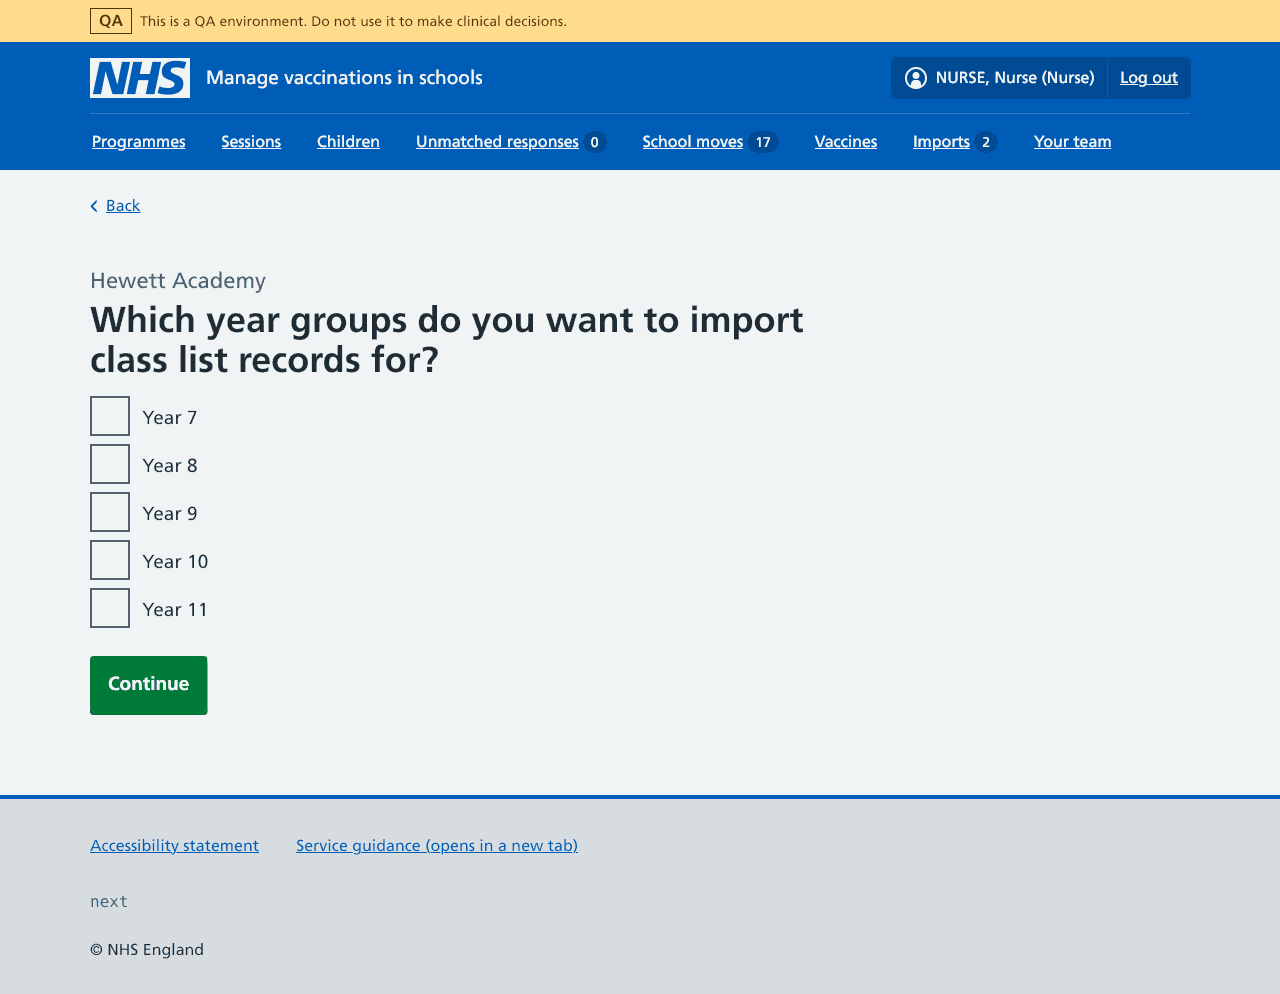 QA This is a QA environment. Do not use it to make clinical decisions.
NHS Manage vaccinations in schools NURSE, Nurse (Nurse) Log out
Programmes Sessions Children Unmatched responses 0 School moves 17 Vaccines Imports 2 Your team
Back
Hewett Academy
Which year groups do you want to import
class list records for?
Year 7
Year 8
Year 9
Year 10
Year 11
Continue
Accessibility statement Service guidance (opens in a new tab)
next
© NHS England